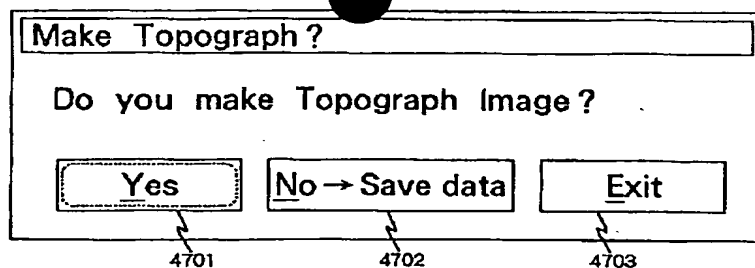 Make Topograph?
Do you make Topograph Image?
Yes
No→Save data
Exit
4701
4702
4703